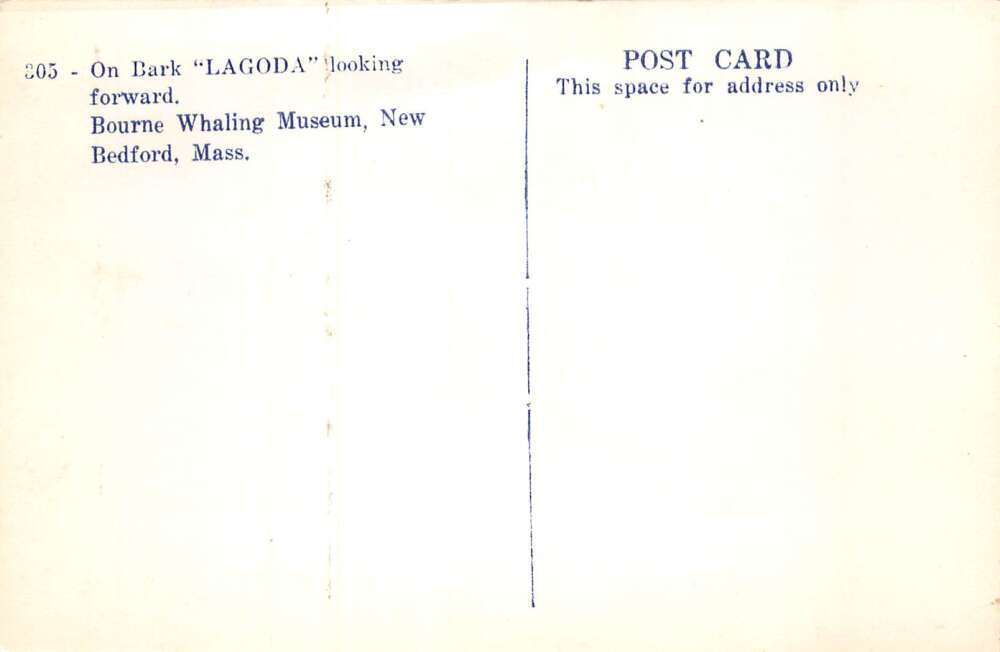 305 - On Bark “LAGODA” looking
forward.
Bourne Whaling Museum, New
Bedford, Mass.
POST CARD
This space for address only